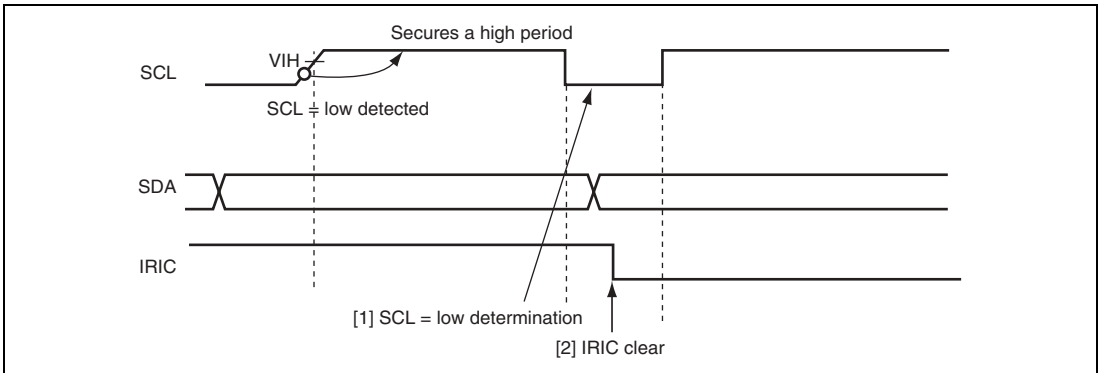 Secures a high period
VIH
SCL
SCL = low detected
SDA
IRIC
[1] SCL = low determination
[2] IRIC clear